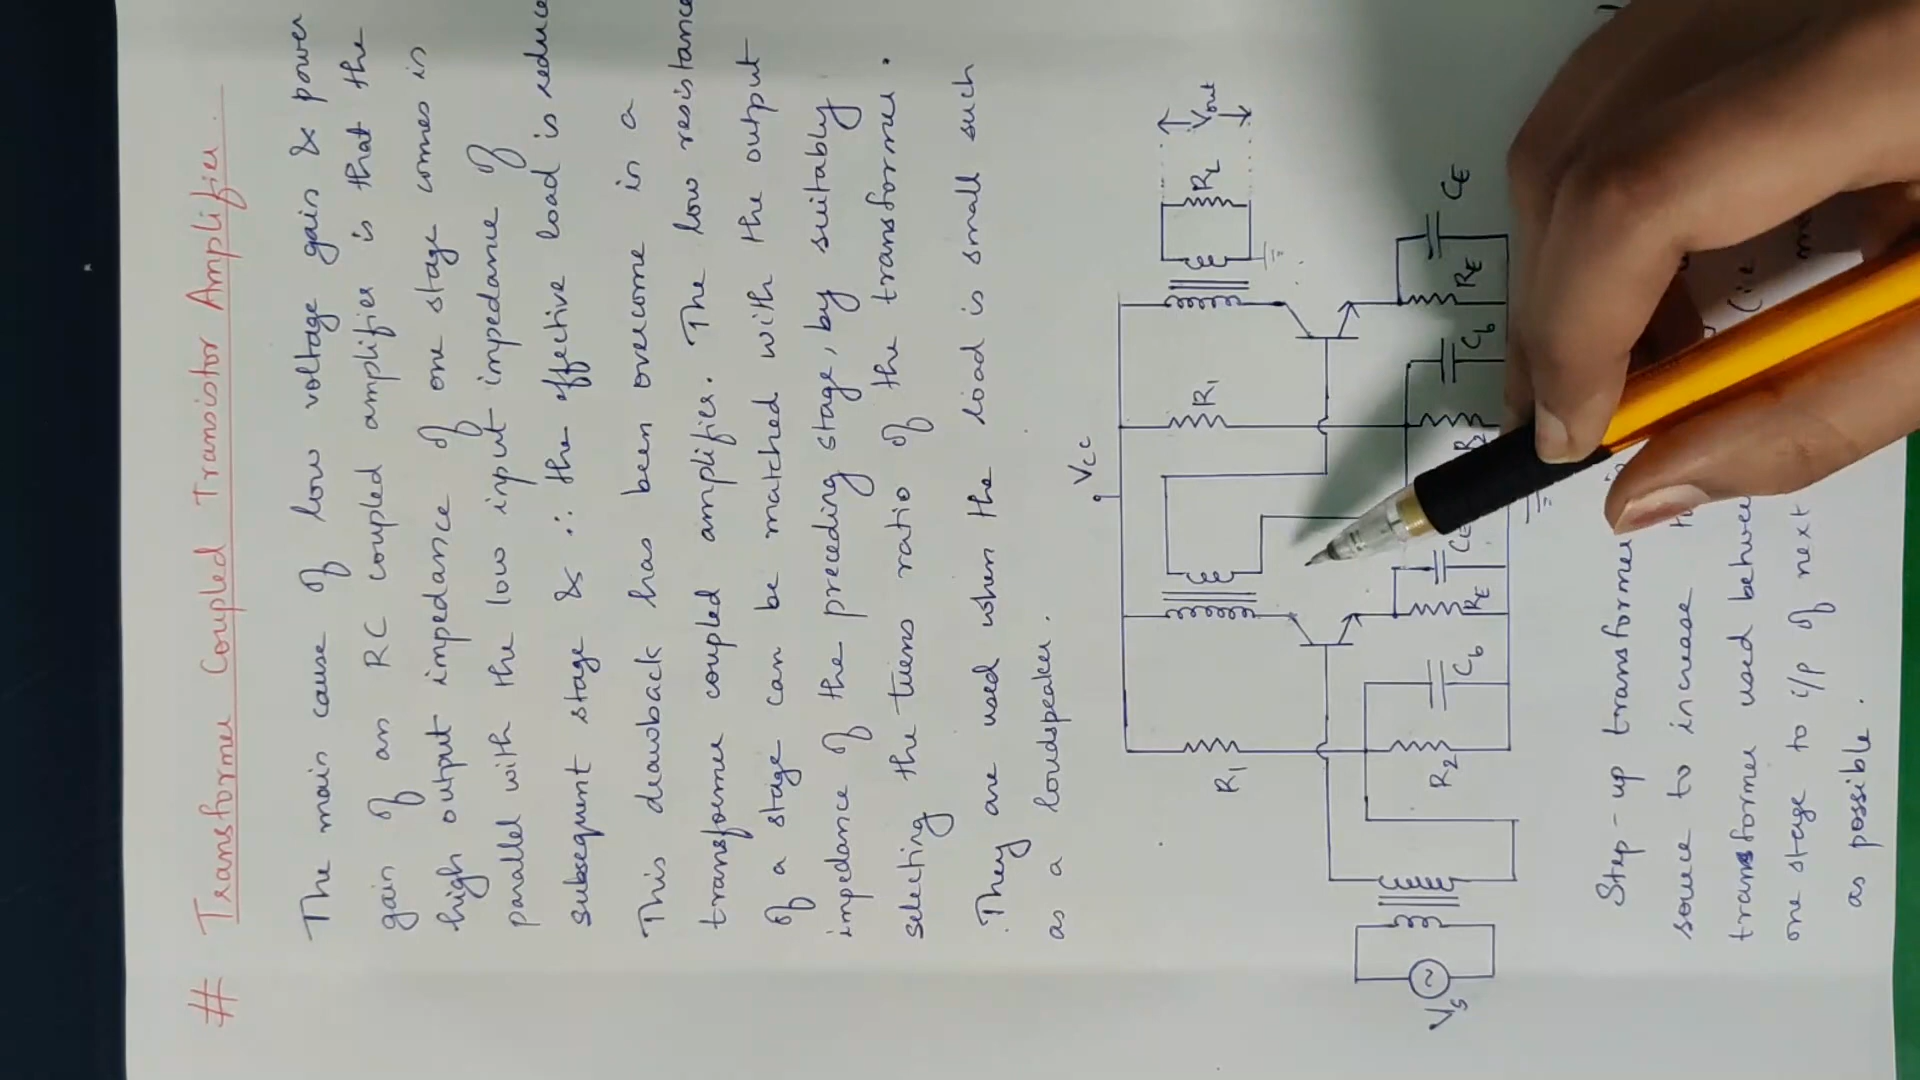 # Transformer Coupled Transistor Amplifier
The main cause of low voltage gain & power
gain of an RC coupled amplifier is that the
high output impedance of one stage comes in
parallel with the low input impedance of
subsequent stage & ∴ the effective load is reduce
This drawback has been overcome in a
transformer coupled amplifier. The low resistance
of a stage can be matched with the output
impedance of the preceding stage, by suitably
selecting the turns ratio of the transformer.
They are used when the load is small such
as a loudspeaker.
VCC
R1
R1
RL
Vout
R2
Cb
RE
CE
R2
Cb
RE
CE
VS
Step-up transformer
source to increase
transformer used betwee
(i.e
one stage to i/p of next
as possible.